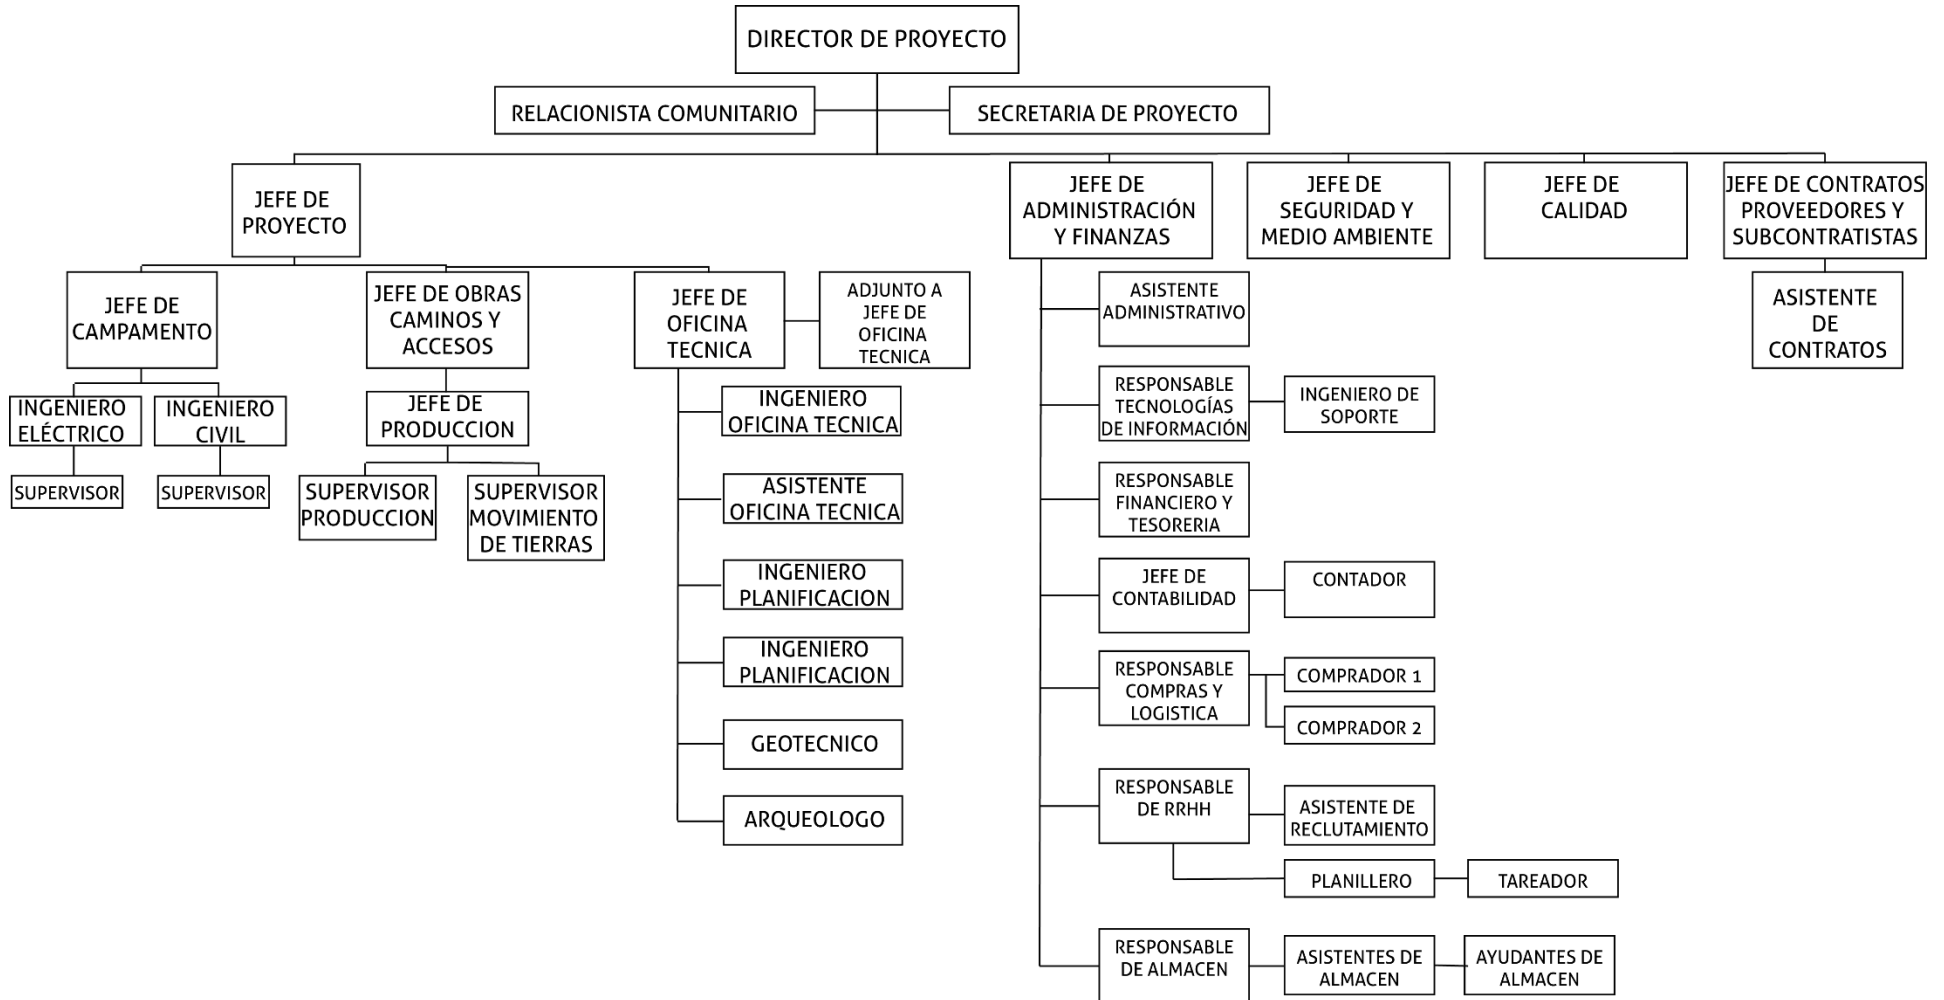 DIRECTOR DE PROYECTO
RELACIONISTA COMUNITARIO
SECRETARIA DE PROYECTO
JEFE DE
PROYECTO
JEFE DE
ADMINISTRACIÓN
Y FINANZAS
JEFE DE
SEGURIDAD Y
MEDIO AMBIENTE
JEFE DE
CALIDAD
JEFE DE CONTRATOS
PROVEEDORES Y
SUBCONTRATISTAS
JEFE DE
CAMPAMENTO
JEFE DE OBRAS
CAMINOS Y
ACCESOS
JEFE DE
OFICINA
TECNICA
ADJUNTO A
JEFE DE
OFICINA
TECNICA
ASISTENTE
ADMINISTRATIVO
ASISTENTE
DE
CONTRATOS
INGENIERO
ELÉCTRICO
INGENIERO
CIVIL
JEFE DE
PRODUCCION
INGENIERO
OFICINA TECNICA
RESPONSABLE
TECNOLOGÍAS
DE INFORMACIÓN
INGENIERO DE
SOPORTE
SUPERVISOR
SUPERVISOR
SUPERVISOR
PRODUCCION
SUPERVISOR
MOVIMIENTO
DE TIERRAS
ASISTENTE
OFICINA TECNICA
RESPONSABLE
FINANCIERO Y
TESORERIA
INGENIERO
PLANIFICACION
JEFE DE
CONTABILIDAD
CONTADOR
INGENIERO
PLANIFICACION
RESPONSABLE
COMPRAS Y
LOGISTICA
COMPRADOR 1
COMPRADOR 2
GEOTECNICO
RESPONSABLE
DE RRHH
ASISTENTE DE
RECLUTAMIENTO
ARQUEOLOGO
PLANILLERO
TAREADOR
RESPONSABLE
DE ALMACEN
ASISTENTES DE
ALMACEN
AYUDANTES DE
ALMACEN